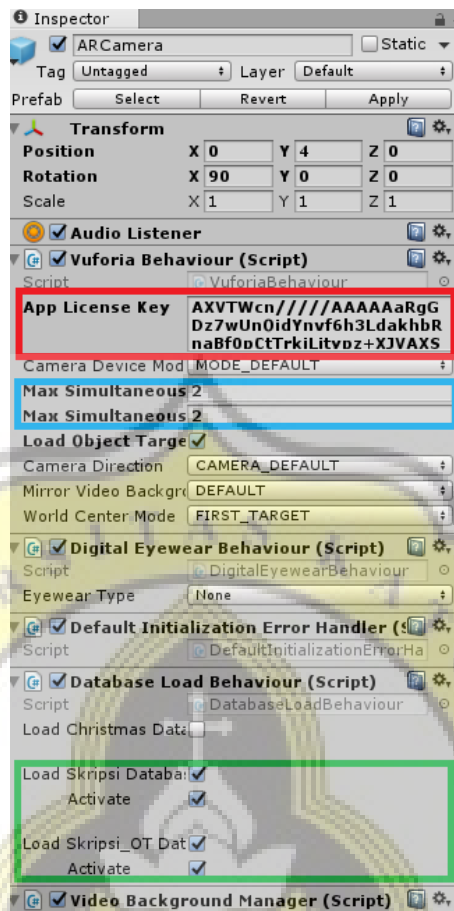 Inspector
ARCamera Static
Tag Untagged Layer Default
Prefab Select Revert Apply
Transform
Position X 0 Y 4 Z 0
Rotation X 90 Y 0 Z 0
Scale X 1 Y 1 Z 1
Audio Listener
Vuforia Behaviour (Script)
Script VuforiaBehaviour
App License Key AXVTWcn/////AAAAAaRgG
Dz7wUnQidYnvf6h3LdakhbR
naBf0pCtTrkiLitvpz+XJVAXS
Camera Device Mod MODE_DEFAULT
Max Simultaneous 2
Max Simultaneous 2
Load Object Targe
Camera Direction CAMERA_DEFAULT
Mirror Video Backgr DEFAULT
World Center Mode FIRST_TARGET
Digital Eyewear Behaviour (Script)
Script DigitalEyewearBehaviour
Eyewear Type None
Default Initialization Error Handler (S
Script DefaultInitializationErrorHa
Database Load Behaviour (Script)
Script DatabaseLoadBehaviour
Load Christmas Data
Load Skripsi Databa
Activate
Load Skripsi_OT Dat
Activate
Video Background Manager (Script)